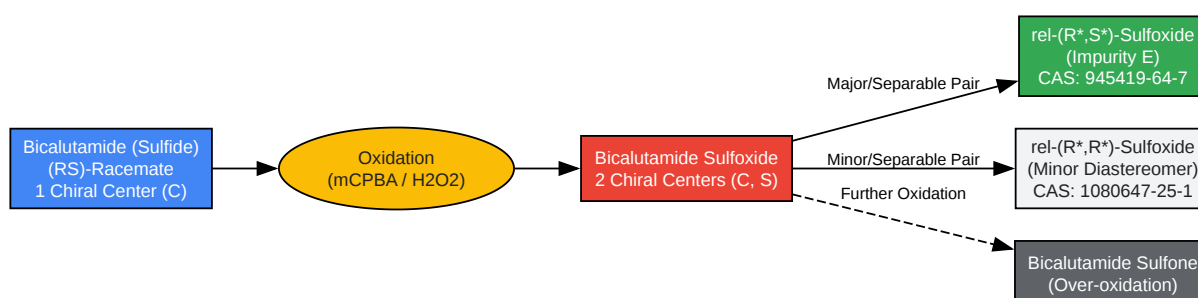 Bicalutamide (Sulfide)
(RS)-Racemate
1 Chiral Center (C)
Oxidation
(mCPBA / H2O2)
Bicalutamide Sulfoxide
2 Chiral Centers (C, S)
Major/Separable Pair
Minor/Separable Pair
Further Oxidation
rel-(R*,S*)-Sulfoxide
(Impurity E)
CAS: 945419-64-7
rel-(R*,R*)-Sulfoxide
(Minor Diastereomer)
CAS: 1080647-25-1
Bicalutamide Sulfone
(Over-oxidation)